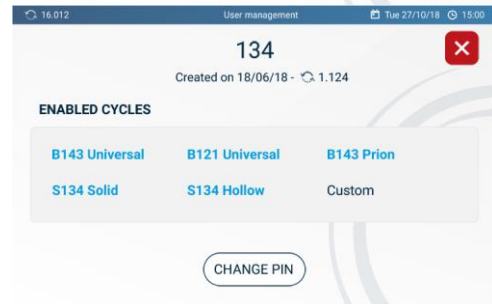 16.012 User management Tue 27/10/18 15:00
134
Created on 18/06/18 - 1.124
ENABLED CYCLES
B143 Universal B121 Universal B143 Prion
S134 Solid S134 Hollow Custom
CHANGE PIN